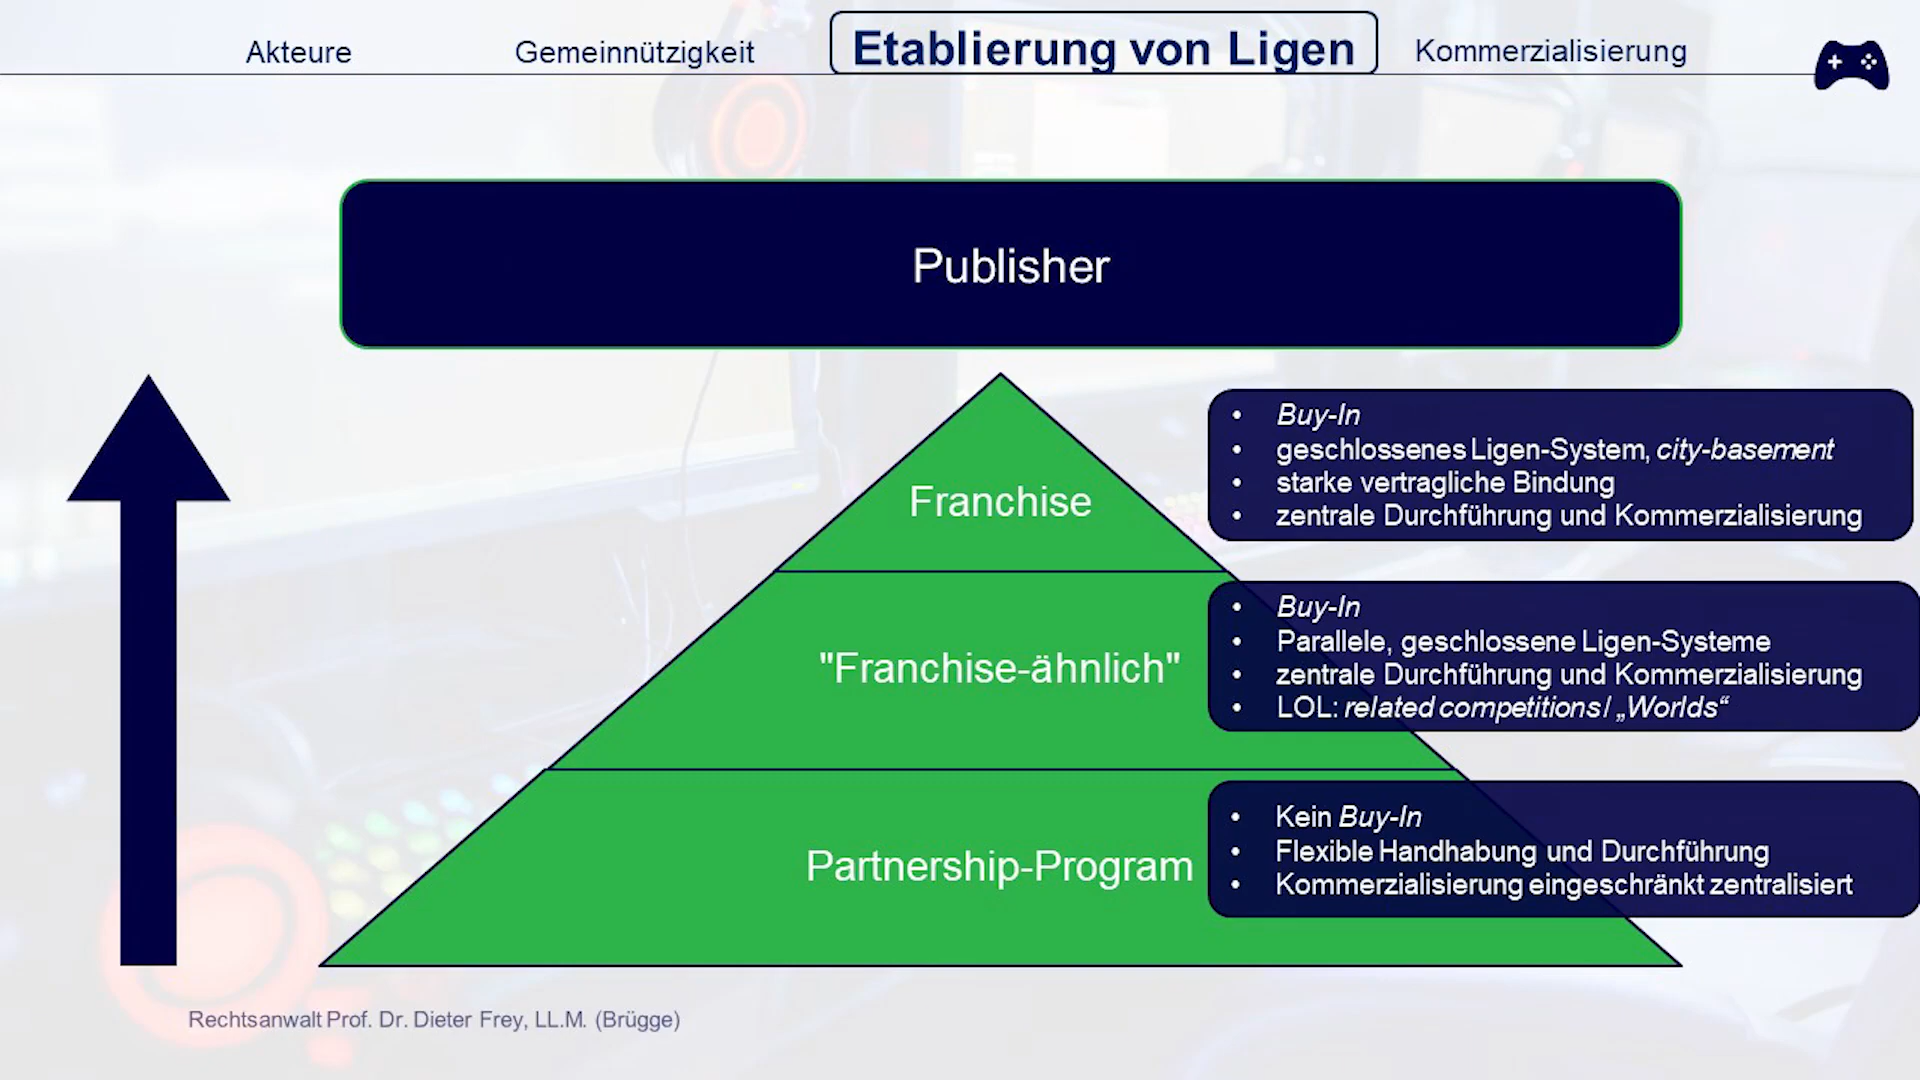 Akteure
Gemeinnützigkeit
Etablierung von Ligen
Kommerzialisierung
Publisher
Franchise
• Buy-In
• geschlossenes Ligen-System, city-basement
• starke vertragliche Bindung
• zentrale Durchführung und Kommerzialisierung
"Franchise-ähnlich"
• Buy-In
• Parallele, geschlossene Ligen-Systeme
• zentrale Durchführung und Kommerzialisierung
• LOL: related competitions / „Worlds“
Partnership-Program
• Kein Buy-In
• Flexible Handhabung und Durchführung
• Kommerzialisierung eingeschränkt zentralisiert
Rechtsanwalt Prof. Dr. Dieter Frey, LL.M. (Brügge)